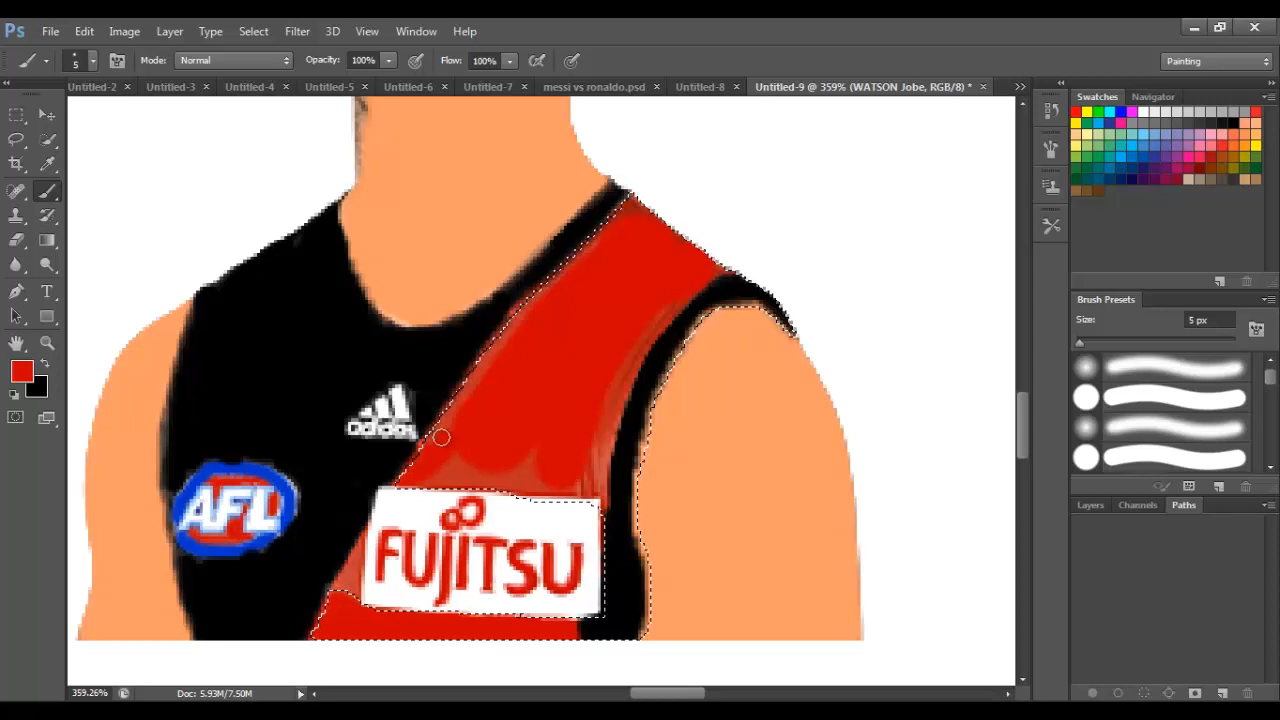 Ps File Edit Image Layer Type Select Filter 3D View Window Help
5 Mode: Normal Opacity: 100% Flow: 100% Painting
Untitled-2 × Untitled-3 × Untitled-4 × Untitled-5 × Untitled-6 × Untitled-7 × messi vs ronaldo.psd × Untitled-8 × Untitled-9 @ 359% (WATSON Jobe, RGB/8) * ×
Swatches Navigator
Brush Presets
Size: 5 px
adidas
AFL
FUJITSU
Layers Channels Paths
359.26% Doc: 5.93M/7.50M